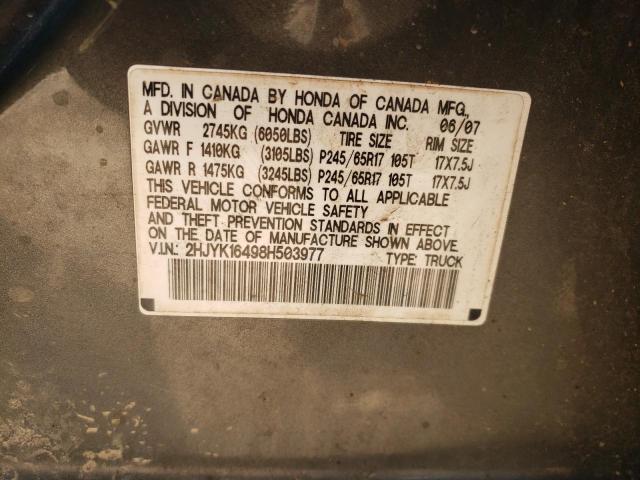 MFD. IN CANADA BY HONDA OF CANADA MFG.,
A DIVISION OF HONDA CANADA INC. 06/07
GVWR 2745KG (6050LBS) TIRE SIZE RIM SIZE
GAWR F 1410KG (3105LBS) P245/65R17 105T 17X7.5J
GAWR R 1475KG (3245LBS) P245/65R17 105T 17X7.5J
THIS VEHICLE CONFORMS TO ALL APPLICABLE
FEDERAL MOTOR VEHICLE SAFETY
AND THEFT PREVENTION STANDARDS IN EFFECT
ON THE DATE OF MANUFACTURE SHOWN ABOVE.
V.I.N.: 2HJYK16498H503977 TYPE: TRUCK